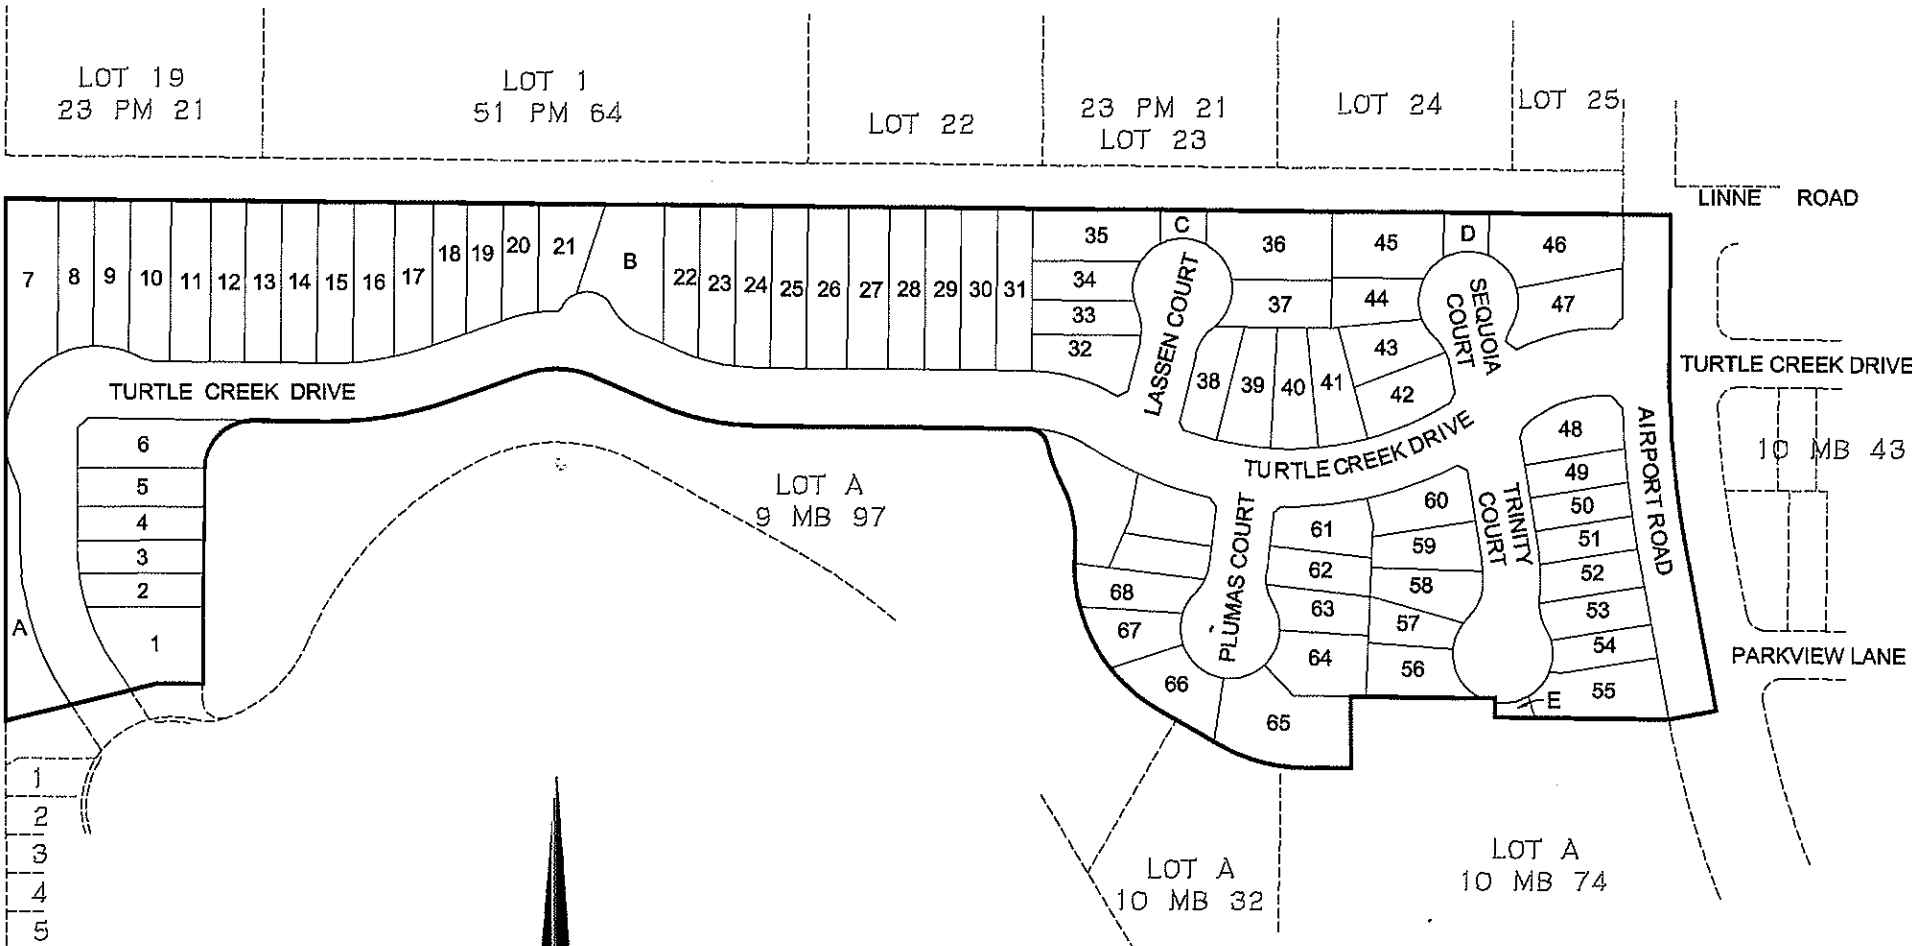 LOT 19
23 PM 21
LOT 1
51 PM 64
LOT 22
23 PM 21
LOT 23
LOT 24
LOT 25
LINNE ROAD
7
8
9
10
11
12
13
14
15
16
17
18
19
20
21
B
22
23
24
25
26
27
28
29
30
31
35
34
33
32
C
LASSEN COURT
36
37
38
39
40
41
45
44
43
42
D
SEQUOIA
COURT
46
47
TURTLE CREEK DRIVE
TURTLE CREEK DRIVE
TURTLE CREEK DRIVE
6
5
4
3
2
1
A
LOT A
9 MB 97
48
49
50
51
52
53
54
55
E
AIRPORT ROAD
10 MB 43
PARKVIEW LANE
TRINITY
COURT
60
59
58
57
56
61
62
63
64
65
PLUMAS COURT
68
67
66
1
2
3
4
5
LOT A
10 MB 32
LOT A
10 MB 74